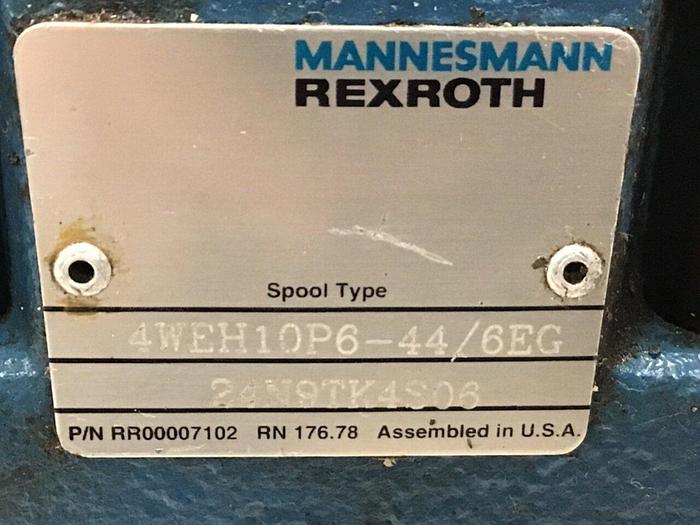 MANNESMANN
REXROTH
Spool Type
4WEH10P6-44/6EG
24N9TK4S06
P/N RR00007102 RN 176.78 Assembled in U.S.A.